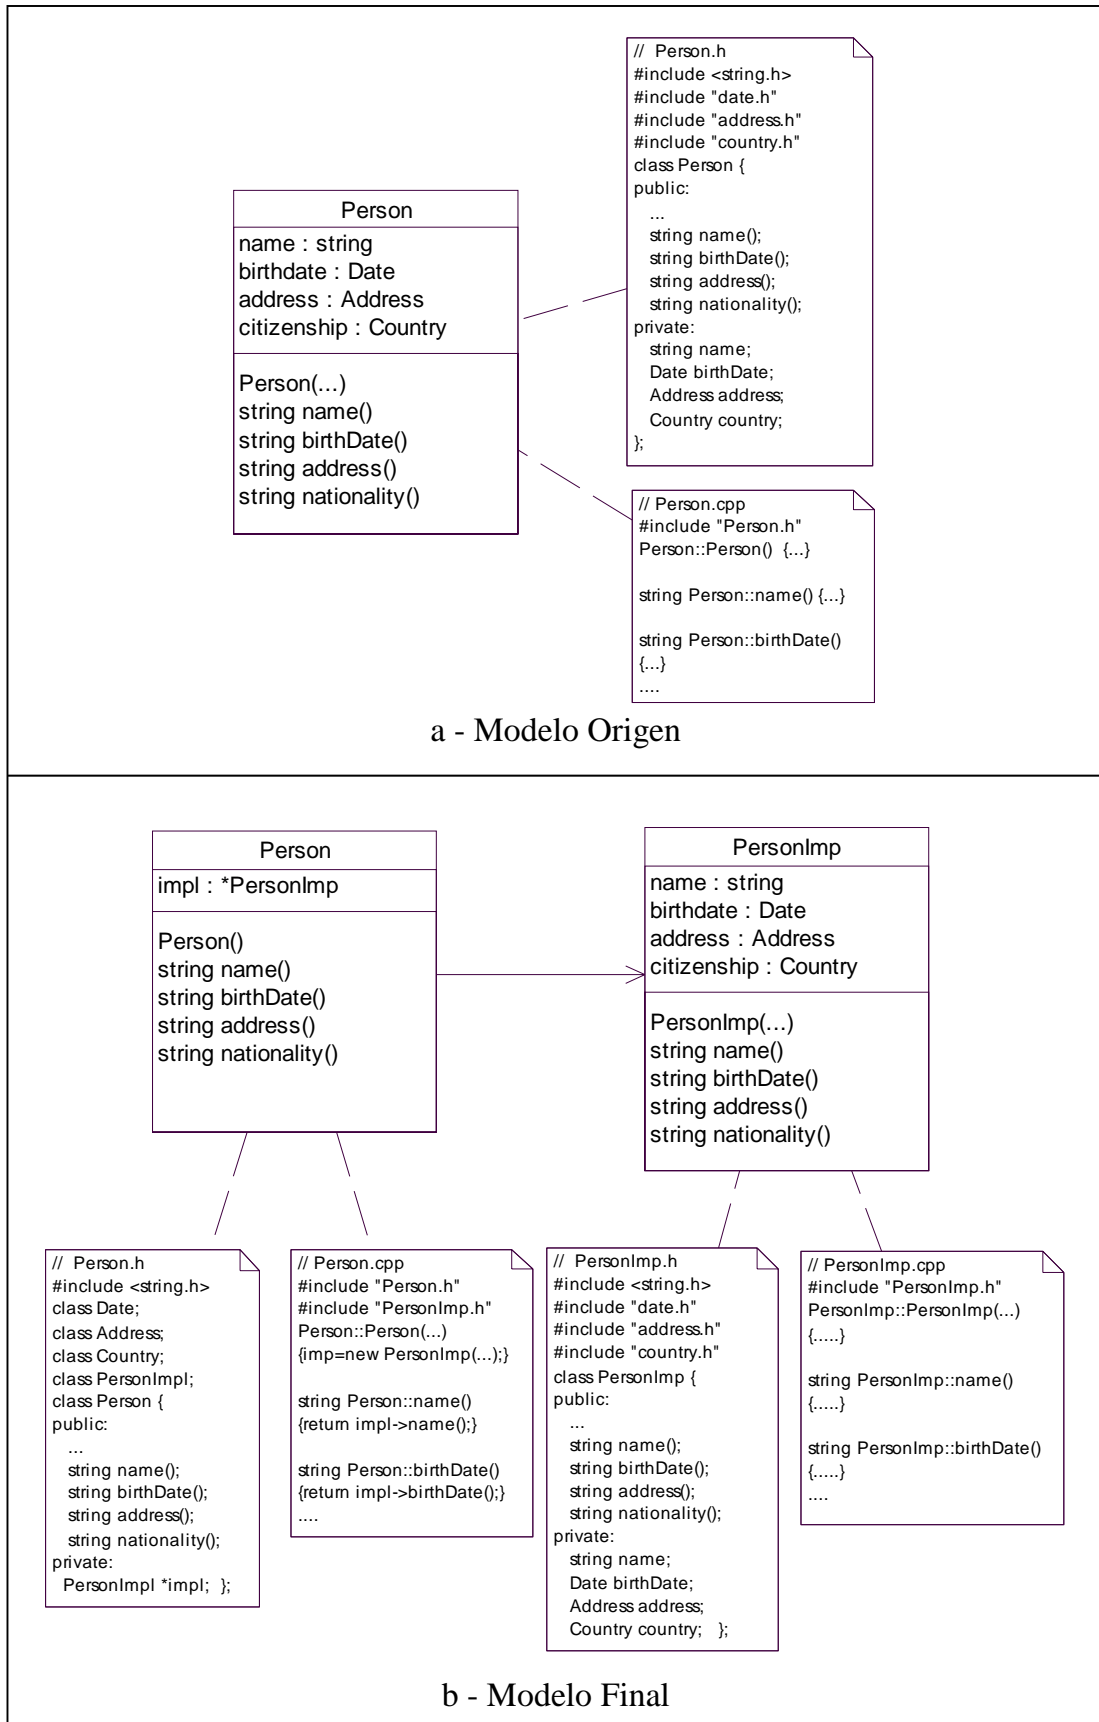 // Person.h
#include <string.h>
#include "date.h"
#include "address.h"
#include "country.h"
class Person {
public:
...
string name();
string birthDate();
string address();
string nationality();
private:
string name;
Date birthDate;
Address address;
Country country;
};
Person
name : string
birthdate : Date
address : Address
citizenship : Country
Person(...)
string name()
string birthDate()
string address()
string nationality()
// Person.cpp
#include "Person.h"
Person::Person() {...}
string Person::name() {...}
string Person::birthDate()
{...}
....
a - Modelo Origen
Person
impl : *PersonImp
Person()
string name()
string birthDate()
string address()
string nationality()
PersonImp
name : string
birthdate : Date
address : Address
citizenship : Country
PersonImp(...)
string name()
string birthDate()
string address()
string nationality()
// Person.h
#include <string.h>
class Date;
class Address;
class Country;
class PersonImpl;
class Person {
public:
...
string name();
string birthDate();
string address();
string nationality();
private:
PersonImpl *impl; };
// Person.cpp
#include "Person.h"
#include "PersonImp.h"
Person::Person(...)
{imp=new PersonImp(...);}
string Person::name()
{return impl->name();}
string Person::birthDate()
{return impl->birthDate();}
....
// PersonImp.h
#include <string.h>
#include "date.h"
#include "address.h"
#include "country.h"
class PersonImp {
public:
...
string name();
string birthDate();
string address();
string nationality();
private:
string name;
Date birthDate;
Address address;
Country country; };
// PersonImp.cpp
#include "PersonImp.h"
PersonImp::PersonImp(...)
{.....}
string PersonImp::name()
{.....}
string PersonImp::birthDate()
{.....}
....
b - Modelo Final